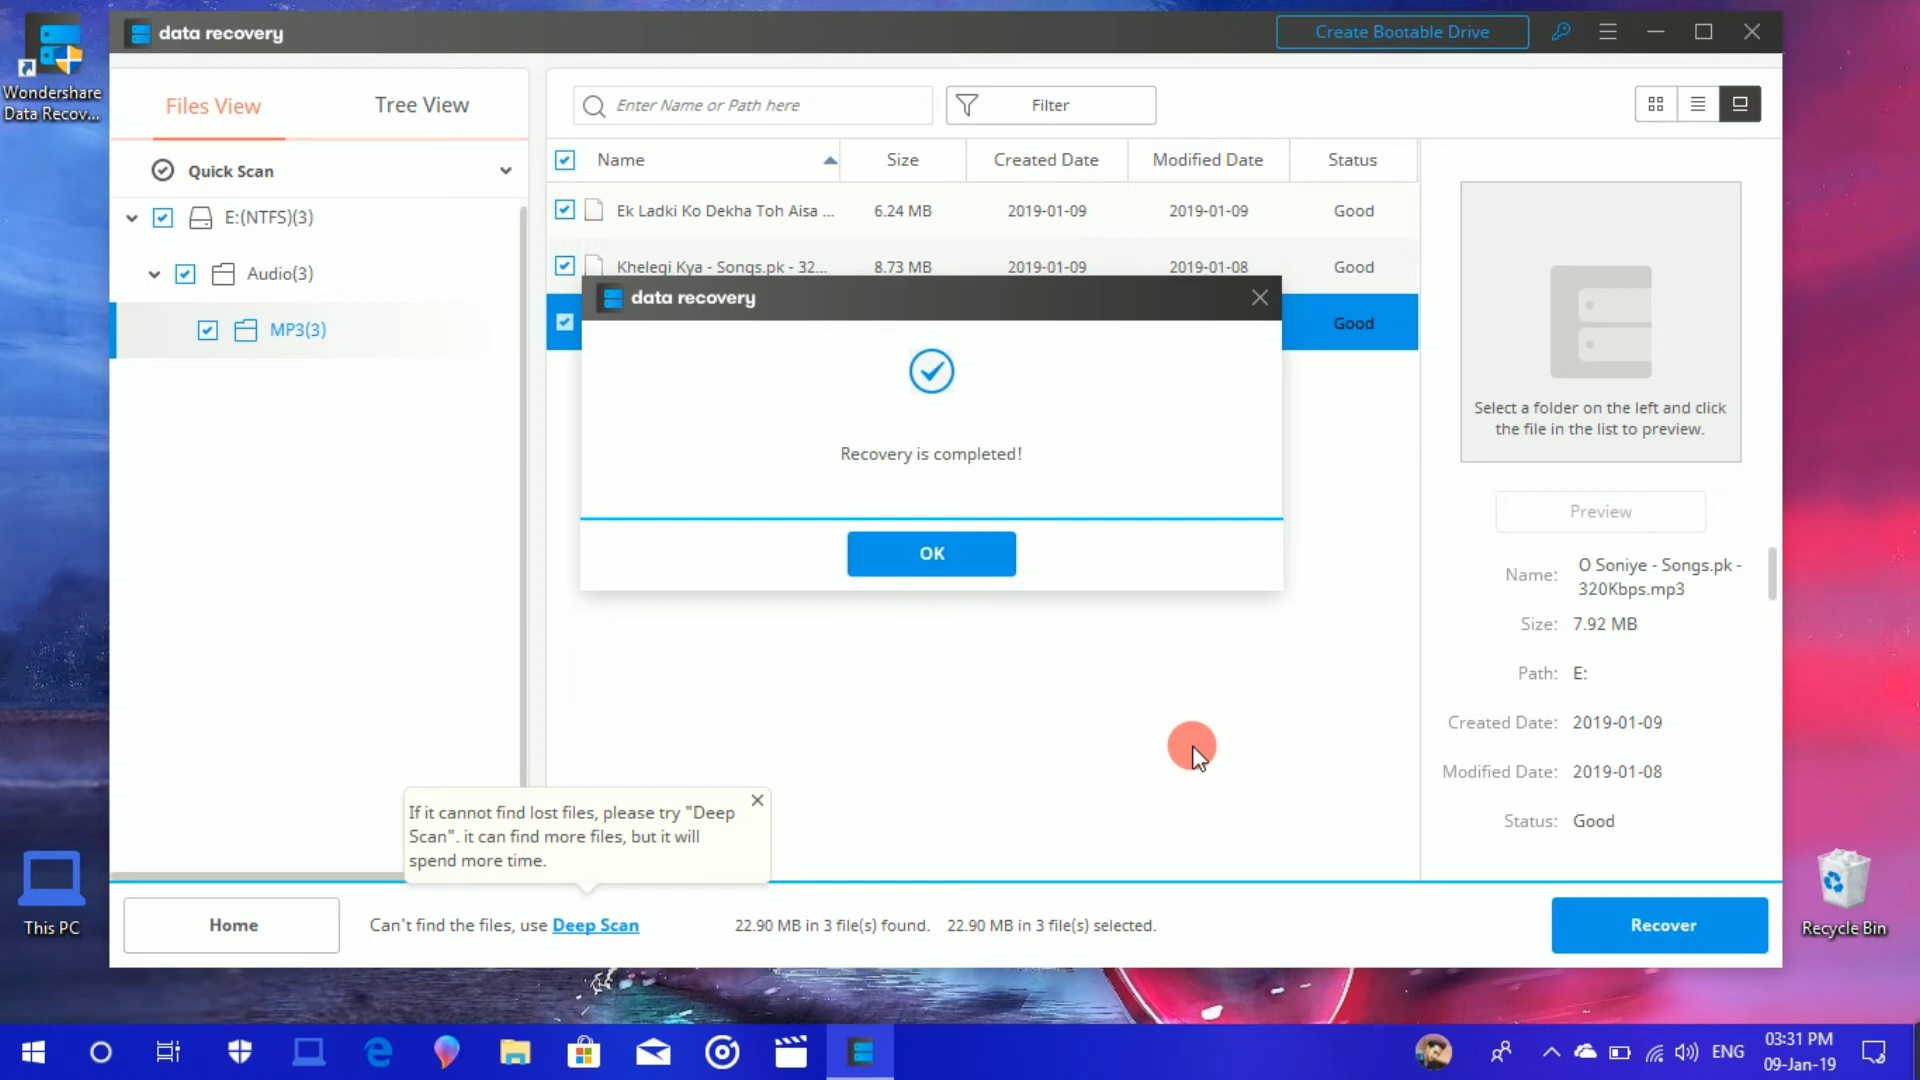 Wondershare
Data Recov...
data recovery
Create Bootable Drive
Files View
Tree View
Enter Name or Path here
Filter
Quick Scan
Name
Size
Created Date
Modified Date
Status
E:(NTFS)(3)
Ek Ladki Ko Dekha Toh Aisa ...
6.24 MB
2019-01-09
2019-01-09
Good
Audio(3)
Khelegi Kya - Songs.pk - 32...
8.73 MB
2019-01-09
2019-01-08
Good
MP3(3)
Good
data recovery
Recovery is completed!
OK
Select a folder on the left and click
the file in the list to preview.
Preview
Name: O Soniye - Songs.pk -
320Kbps.mp3
Size: 7.92 MB
Path: E:
Created Date: 2019-01-09
Modified Date: 2019-01-08
Status: Good
If it cannot find lost files, please try "Deep
Scan". it can find more files, but it will
spend more time.
Home
Can't find the files, use Deep Scan
22.90 MB in 3 file(s) found. 22.90 MB in 3 file(s) selected.
Recover
This PC
Recycle Bin
ENG
03:31 PM
09-Jan-19